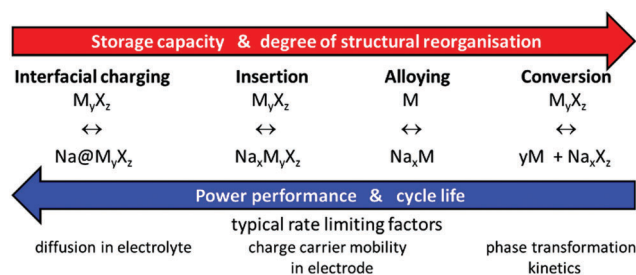 Storage capacity & degree of structural reorganisation
Interfacial charging Insertion Alloying Conversion
MyXz MyXz M MyXz
↔ ↔ ↔ ↔
Na@MyXz NaxMyXz NaxM yM + NaxXz
Power performance & cycle life
typical rate limiting factors
diffusion in electrolyte charge carrier mobility phase transformation
in electrode kinetics